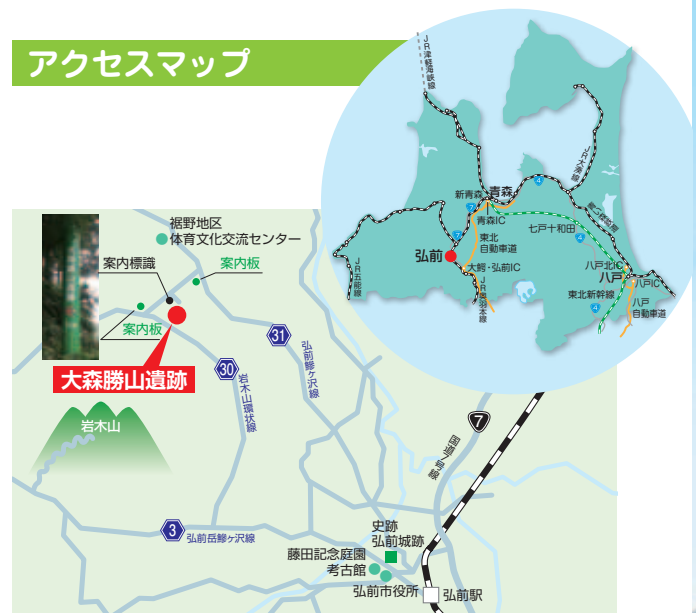 アクセスマップ
JR津軽海峡線
JR大湊線
新青森
青森
4
7
青森IC
7
東北
自動車道
七戸十和田
4
弘前
大鰐・弘前IC
八戸北IC
八戸
八戸IC
JR五能線
JR奥羽本線
東北新幹線
八戸
自動車道
4
裾野地区
体育文化交流センター
案内標識
案内板
案内板
大森勝山遺跡
31
30
弘前鰺ヶ沢線
岩木山環状線
岩木山
7
国道7号線
3
弘前岳鰺ヶ沢線
史跡
弘前城跡
藤田記念庭園
考古館
弘前市役所
弘前駅